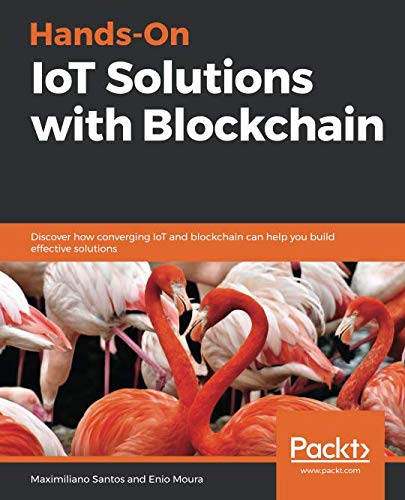 Hands-On
IoT Solutions
with Blockchain
Discover how converging IoT and blockchain can help you build
effective solutions
Packt>
www.packt.com
Maximiliano Santos and Enio Moura